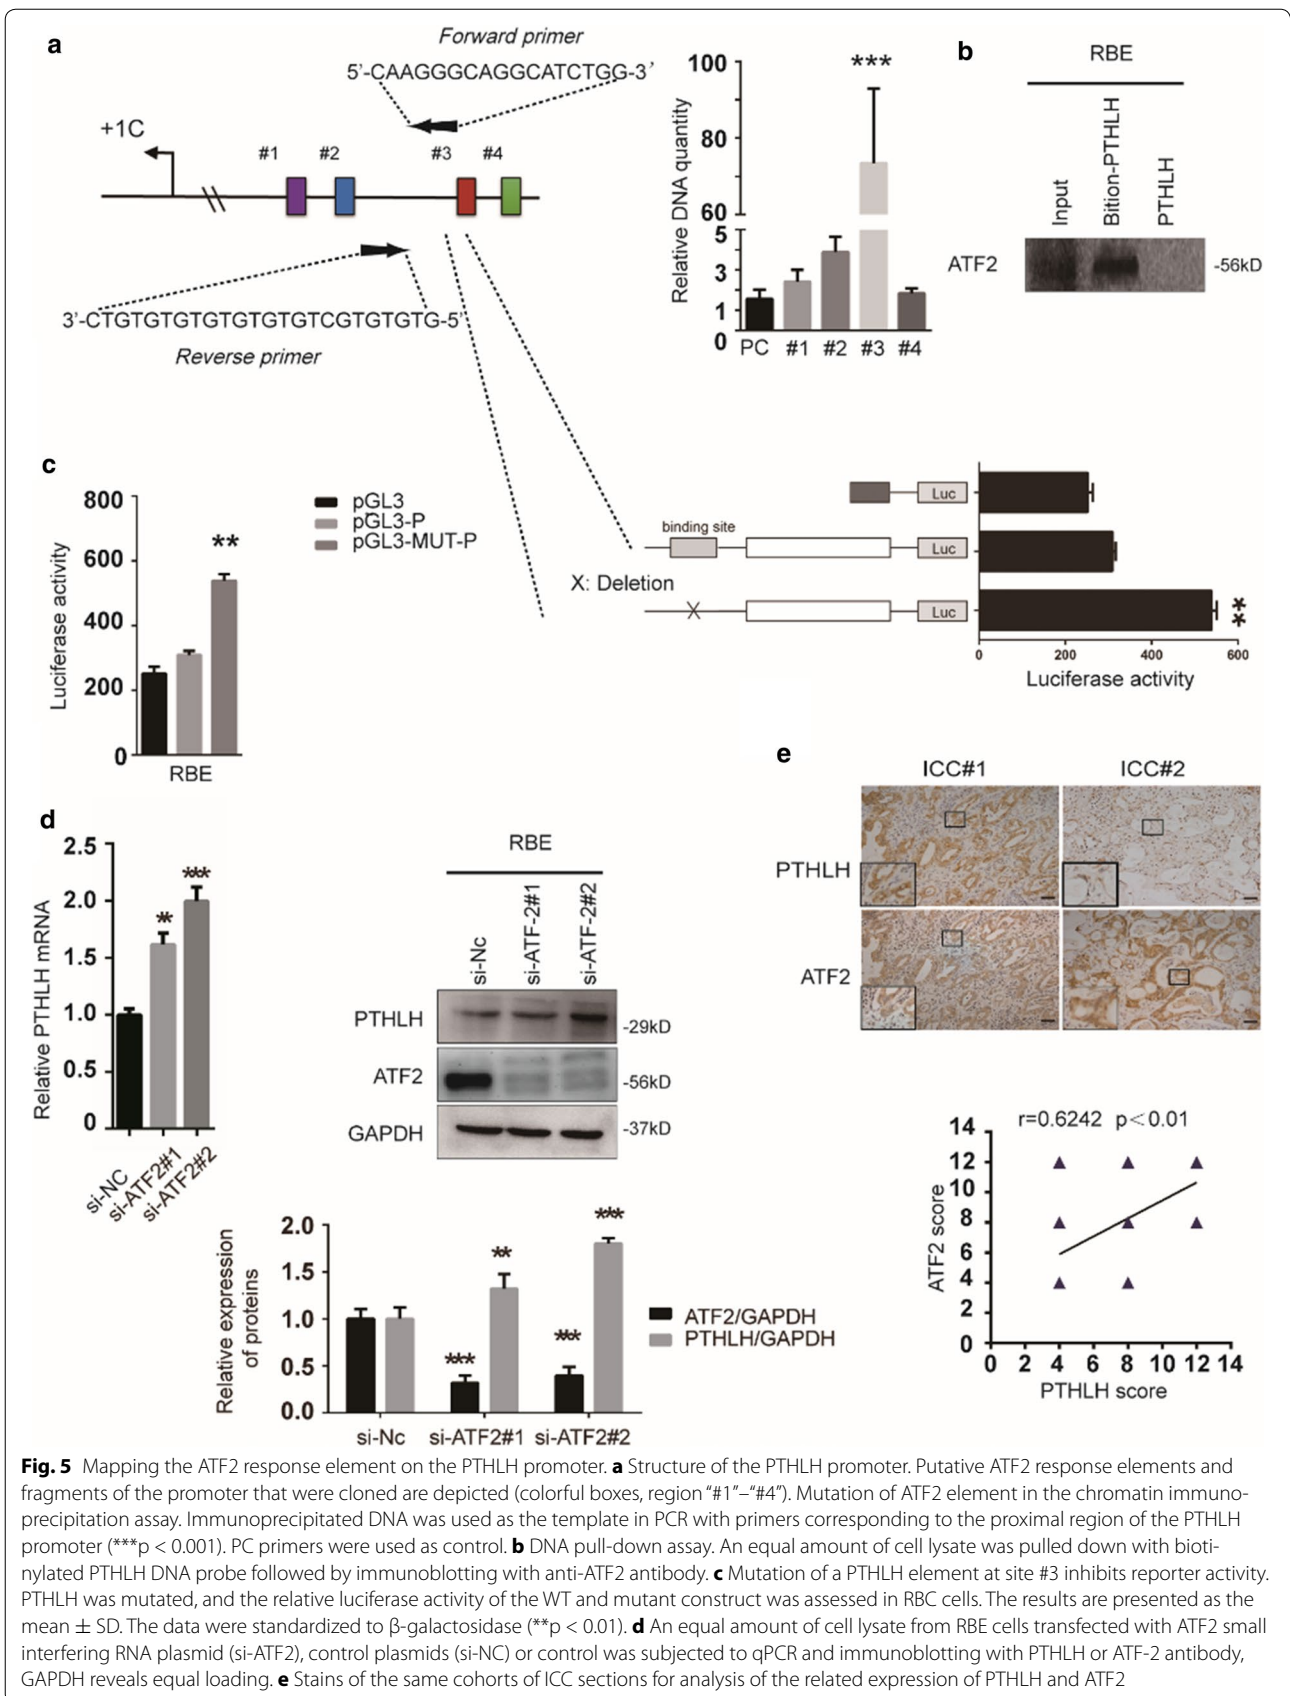 a
Forward primer
5'-CAAGGGCAGGCATCTGG-3'
+1C
#1 #2 #3 #4
3'-CTGTGTGTGTGTGTGTCGTGTGTG-5'
Reverse primer
Relative DNA quantity
100
80
60
5
3
1
0
***
PC #1 #2 #3 #4
b
RBE
Input
Bition-PTHLH
PTHLH
ATF2
-56kD
c
Luciferase activity
800
600
400
200
0
**
RBE
pGL3
pGL3-P
pGL3-MUT-P
Luc
binding site
Luc
X: Deletion
X
Luc
**
0 200 400 600
Luciferase activity
d
Relative PTHLH mRNA
2.5
2.0
1.5
1.0
0.5
0
**
***
si-NC
si-ATF2#1
si-ATF2#2
RBE
si-Nc
si-ATF-2#1
si-ATF-2#2
PTHLH
-29kD
ATF2
-56kD
GAPDH
-37kD
Relative expression
of proteins
2.0
1.5
1.0
0.5
0.0
***
**
***
***
si-Nc si-ATF2#1 si-ATF2#2
ATF2/GAPDH
PTHLH/GAPDH
e
ICC#1 ICC#2
PTHLH
ATF2
r=0.6242 p<0.01
ATF2 score
14
12
10
8
6
4
2
0
0 2 4 6 8 10 12 14
PTHLH score
Fig. 5 Mapping the ATF2 response element on the PTHLH promoter. a Structure of the PTHLH promoter. Putative ATF2 response elements and
fragments of the promoter that were cloned are depicted (colorful boxes, region “#1”–“#4”). Mutation of ATF2 element in the chromatin immuno-
precipitation assay. Immunoprecipitated DNA was used as the template in PCR with primers corresponding to the proximal region of the PTHLH
promoter (***p < 0.001). PC primers were used as control. b DNA pull-down assay. An equal amount of cell lysate was pulled down with bioti-
nylated PTHLH DNA probe followed by immunoblotting with anti-ATF2 antibody. c Mutation of a PTHLH element at site #3 inhibits reporter activity.
PTHLH was mutated, and the relative luciferase activity of the WT and mutant construct was assessed in RBC cells. The results are presented as the
mean ± SD. The data were standardized to β-galactosidase (**p < 0.01). d An equal amount of cell lysate from RBE cells transfected with ATF2 small
interfering RNA plasmid (si-ATF2), control plasmids (si-NC) or control was subjected to qPCR and immunoblotting with PTHLH or ATF-2 antibody,
GAPDH reveals equal loading. e Stains of the same cohorts of ICC sections for analysis of the related expression of PTHLH and ATF2